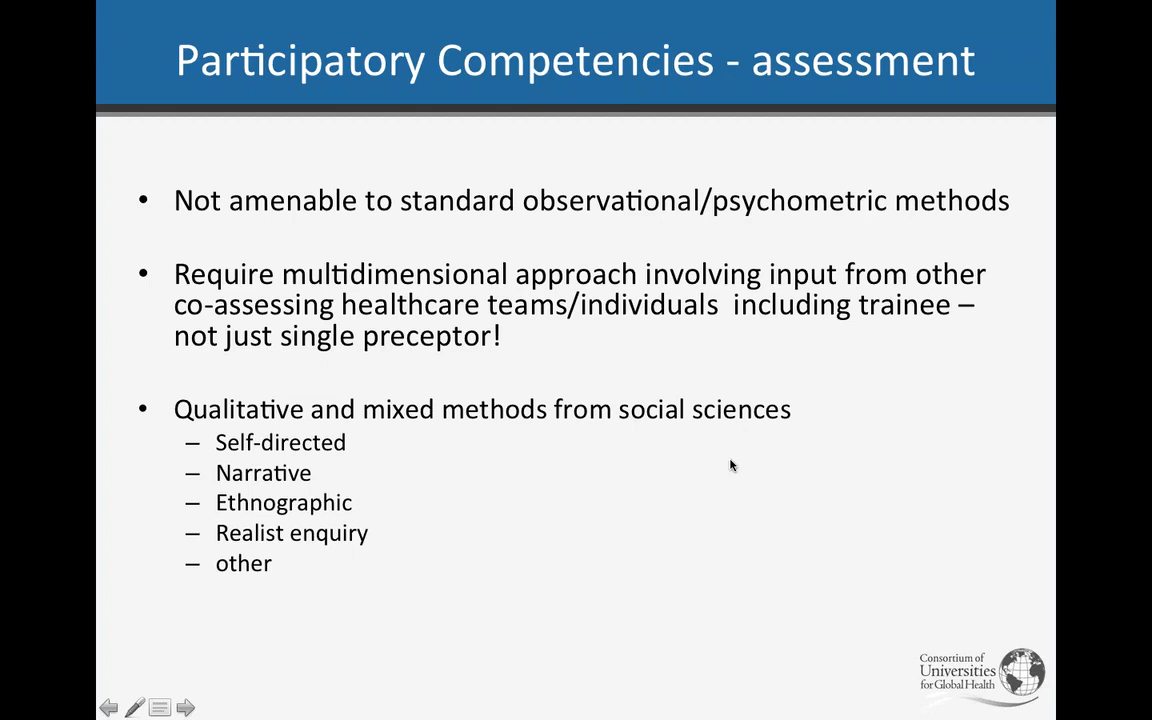 Participatory Competencies - assessment
• Not amenable to standard observational/psychometric methods
• Require multidimensional approach involving input from other
co-assessing healthcare teams/individuals  including trainee –
not just single preceptor!
• Qualitative and mixed methods from social sciences
– Self-directed
– Narrative
– Ethnographic
– Realist enquiry
– other
Consortium of
Universities
for Global Health